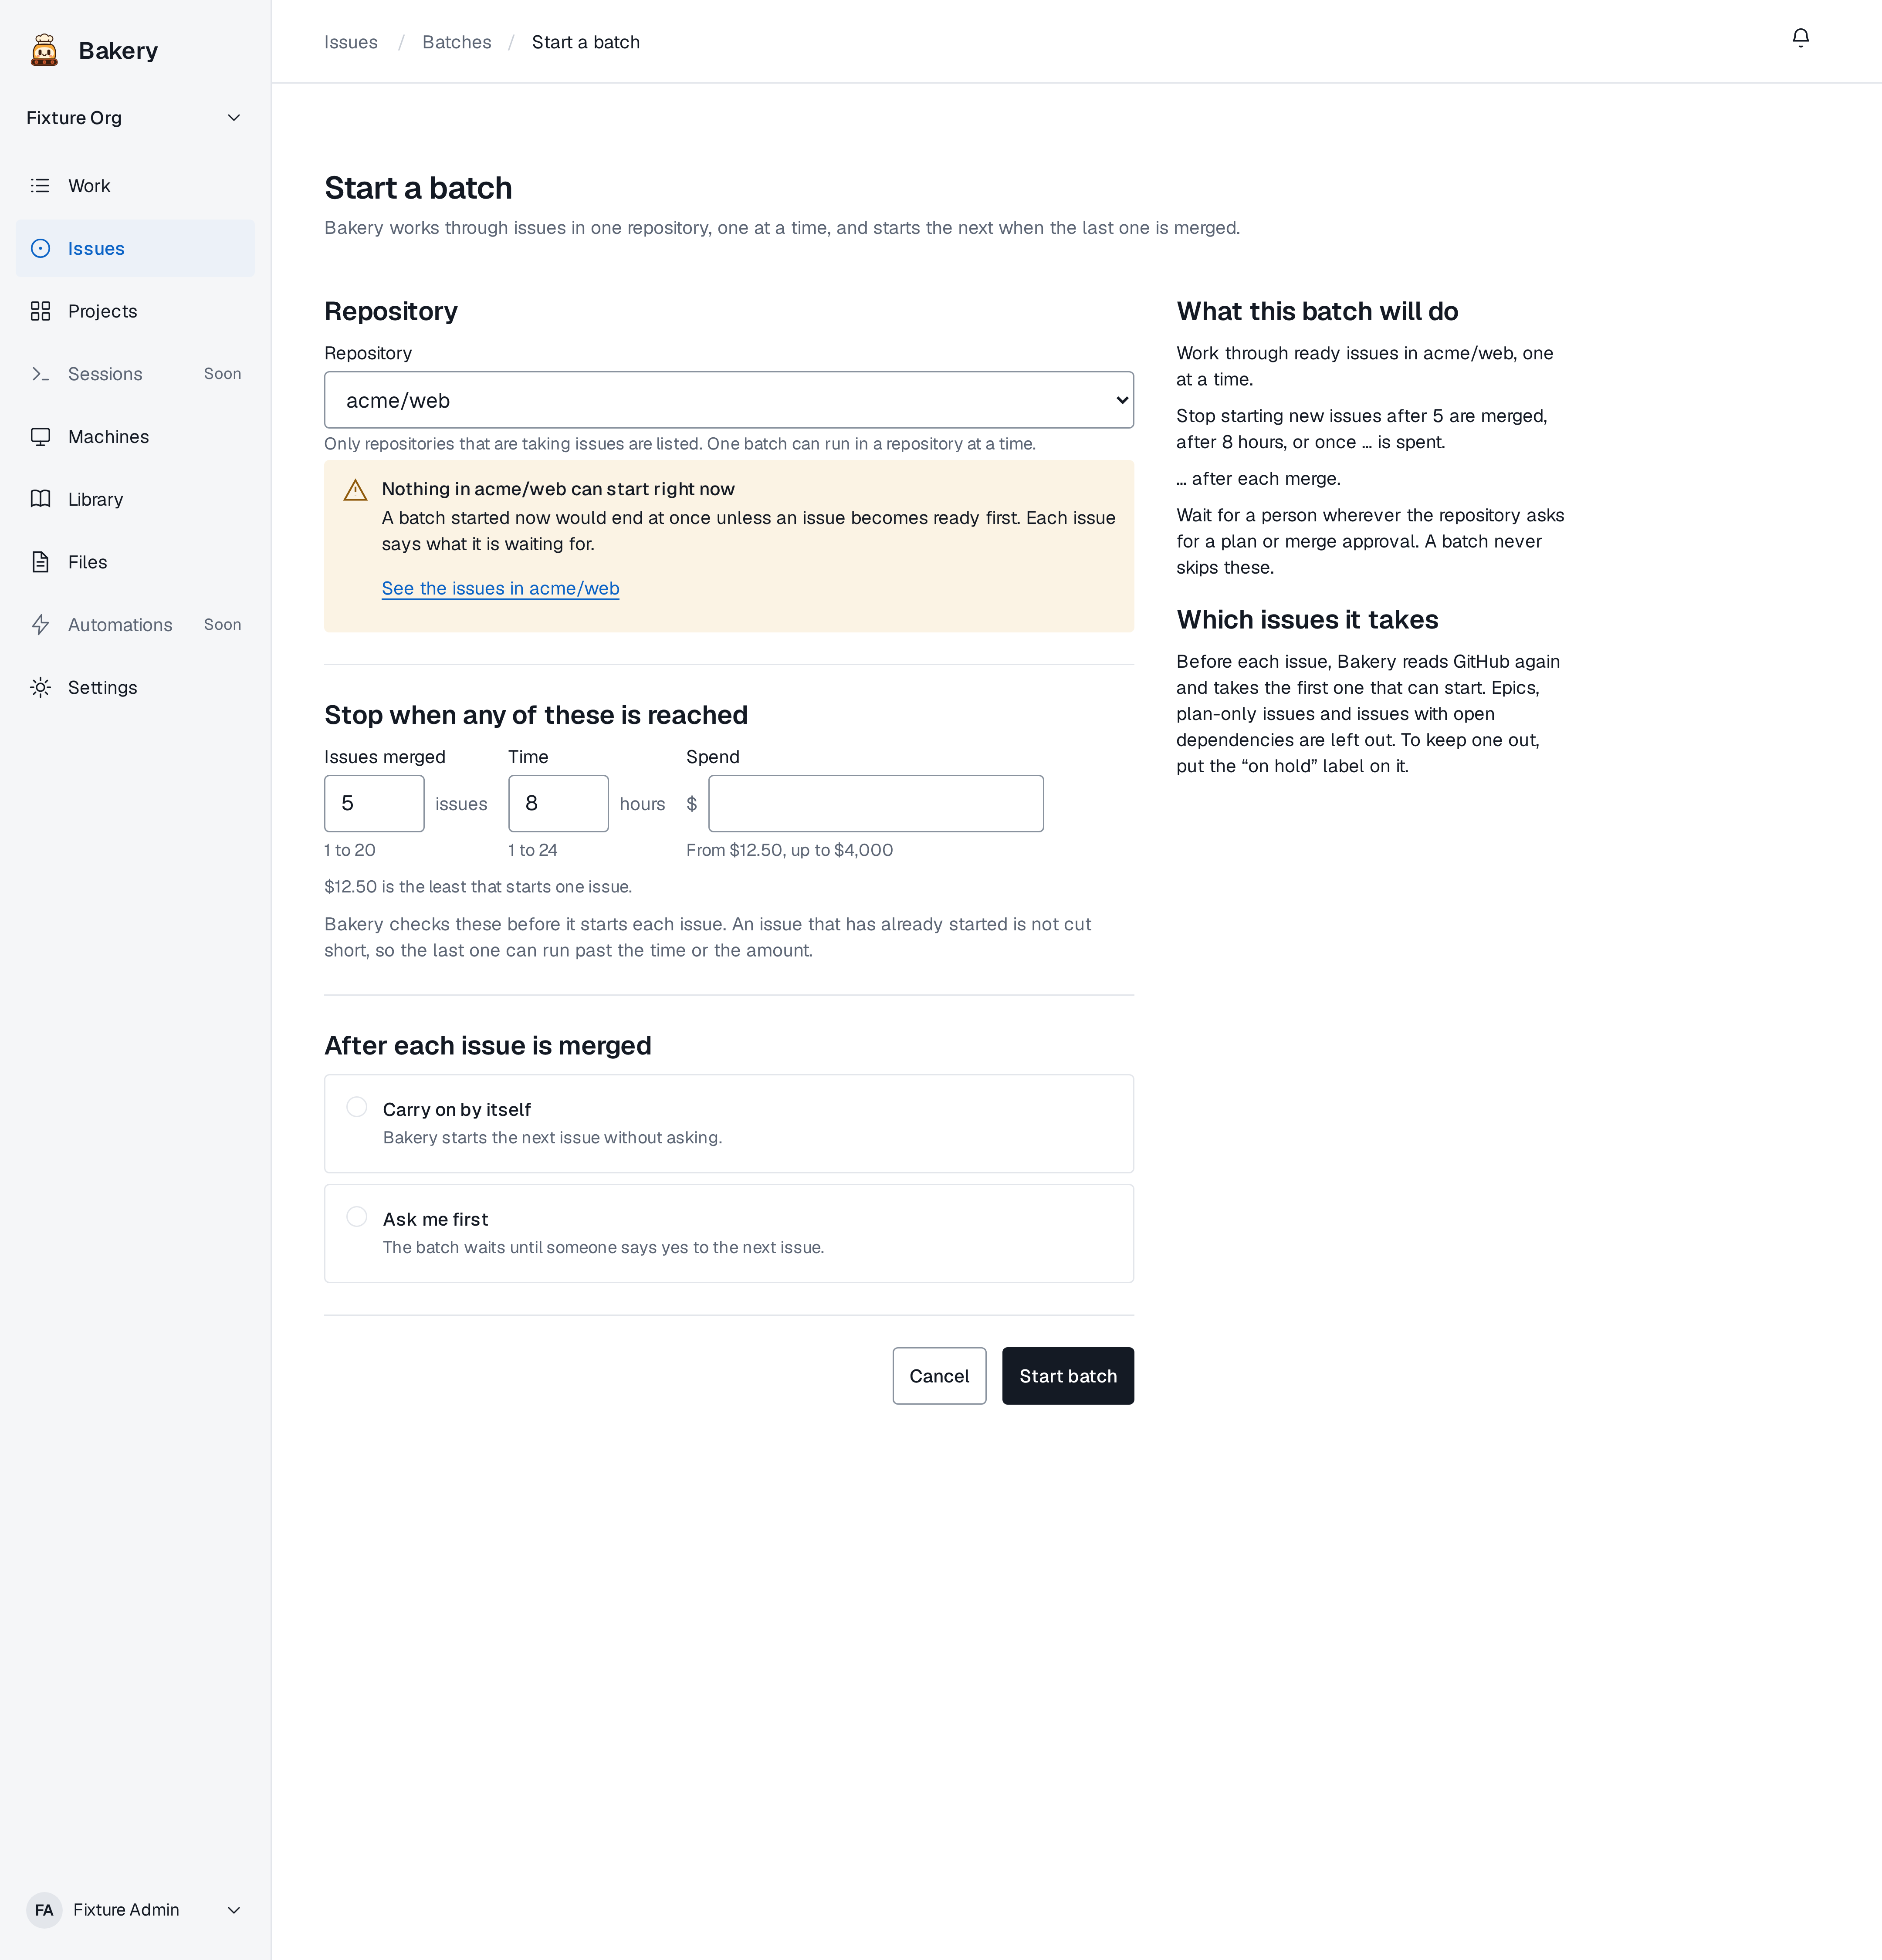 Bakery
Fixture Org
Work
Issues
Projects
Sessions Soon
Machines
Library
Files
Automations Soon
Settings
FA Fixture Admin
Issues / Batches / Start a batch
Start a batch
Bakery works through issues in one repository, one at a time, and starts the next when the last one is merged.
Repository
Repository
acme/web
Only repositories that are taking issues are listed. One batch can run in a repository at a time.
Nothing in acme/web can start right now
A batch started now would end at once unless an issue becomes ready first. Each issue
says what it is waiting for.
See the issues in acme/web
Stop when any of these is reached
Issues merged Time Spend
5 issues 8 hours $
1 to 20 1 to 24 From $12.50, up to $4,000
$12.50 is the least that starts one issue.
Bakery checks these before it starts each issue. An issue that has already started is not cut
short, so the last one can run past the time or the amount.
After each issue is merged
Carry on by itself
Bakery starts the next issue without asking.
Ask me first
The batch waits until someone says yes to the next issue.
Cancel Start batch
What this batch will do
Work through ready issues in acme/web, one
at a time.
Stop starting new issues after 5 are merged,
after 8 hours, or once … is spent.
… after each merge.
Wait for a person wherever the repository asks
for a plan or merge approval. A batch never
skips these.
Which issues it takes
Before each issue, Bakery reads GitHub again
and takes the first one that can start. Epics,
plan-only issues and issues with open
dependencies are left out. To keep one out,
put the “on hold” label on it.